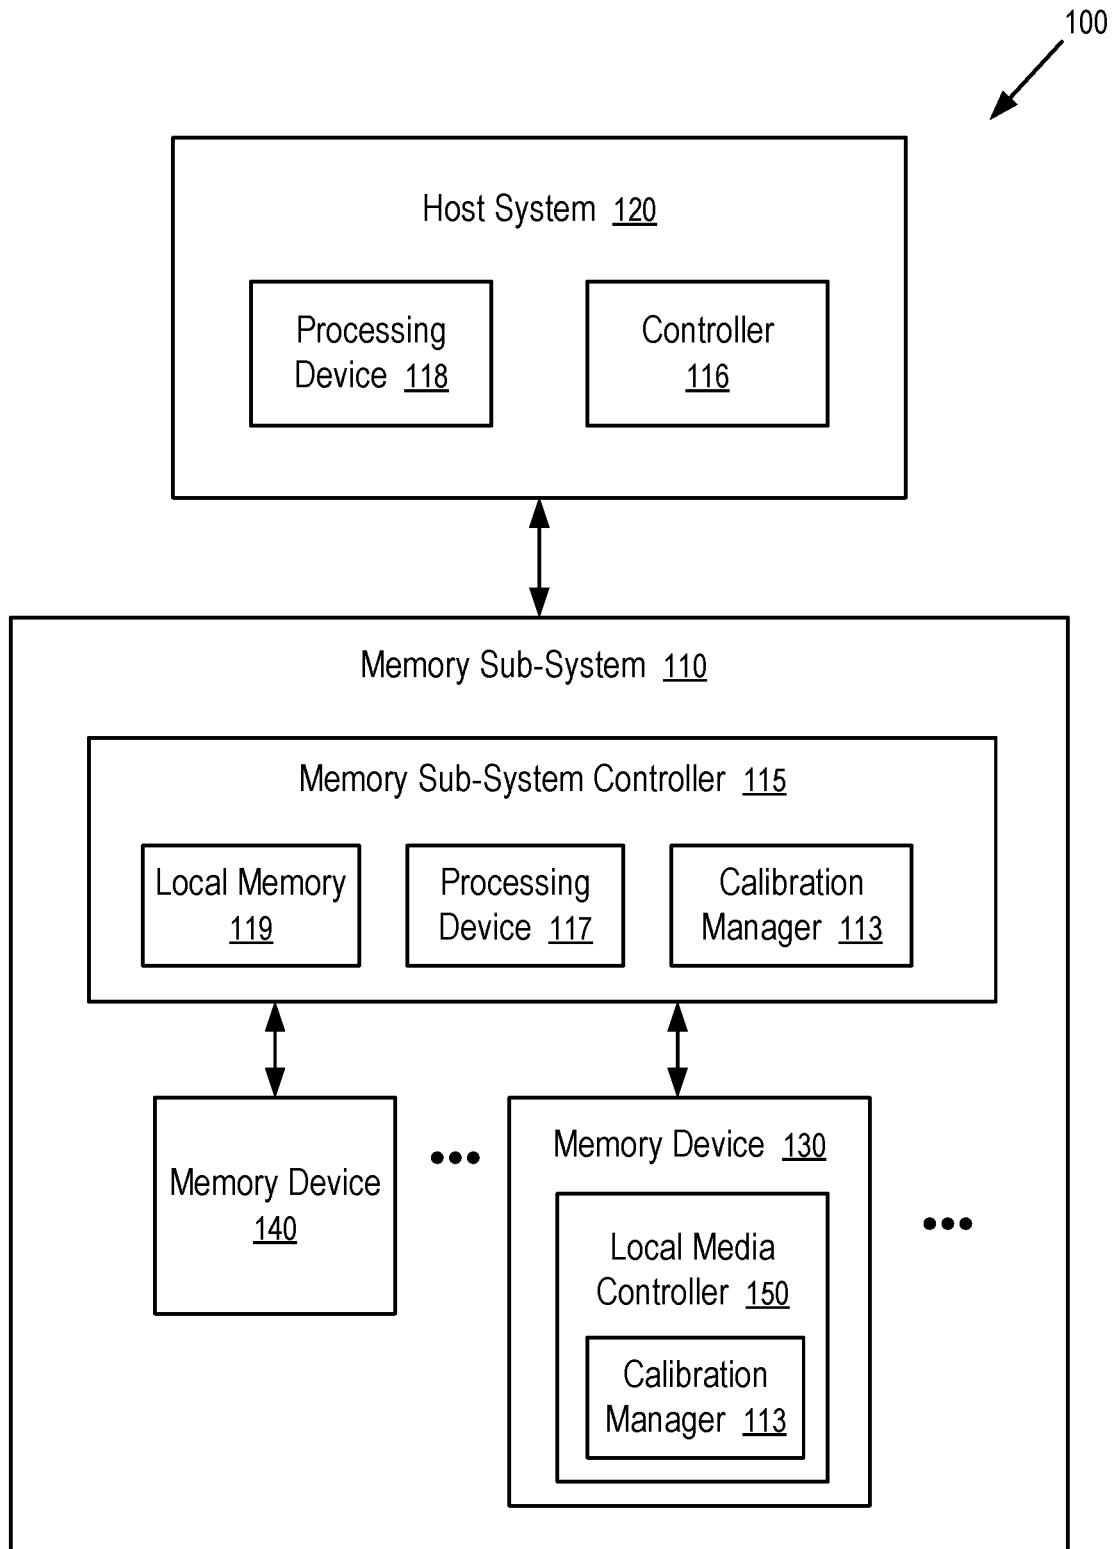 100
Host System 120
Processing
Device 118
Controller
116
Memory Sub-System 110
Memory Sub-System Controller 115
Local Memory
119
Processing
Device 117
Calibration
Manager 113
Memory Device
140
Memory Device 130
Local Media
Controller 150
Calibration
Manager 113